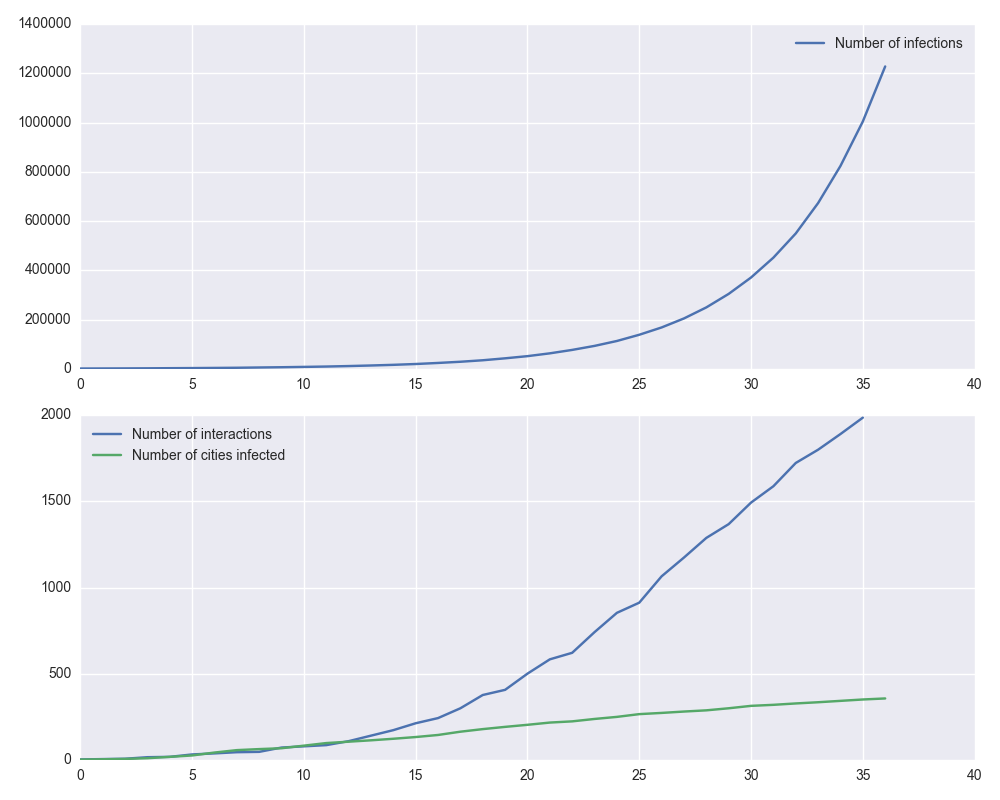 1400000
Number of infections
1200000
1000000
800000
600000
400000
200000
0
0 5 10 15 20 25 30 35 40
2000
Number of interactions
Number of cities infected
1500
1000
500
0
0 5 10 15 20 25 30 35 40